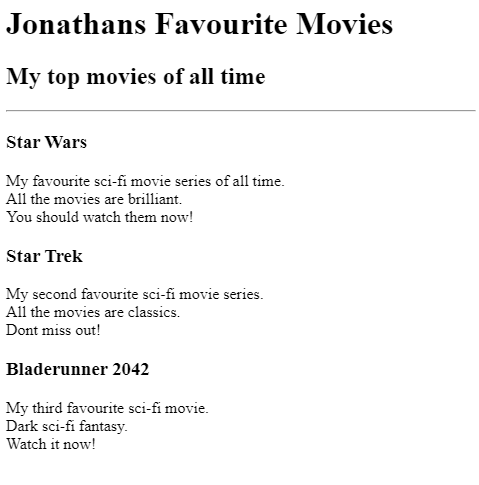 Jonathans Favourite Movies
My top movies of all time
Star Wars
My favourite sci-fi movie series of all time.
All the movies are brilliant.
You should watch them now!
Star Trek
My second favourite sci-fi movie series.
All the movies are classics.
Dont miss out!
Bladerunner 2042
My third favourite sci-fi movie.
Dark sci-fi fantasy.
Watch it now!